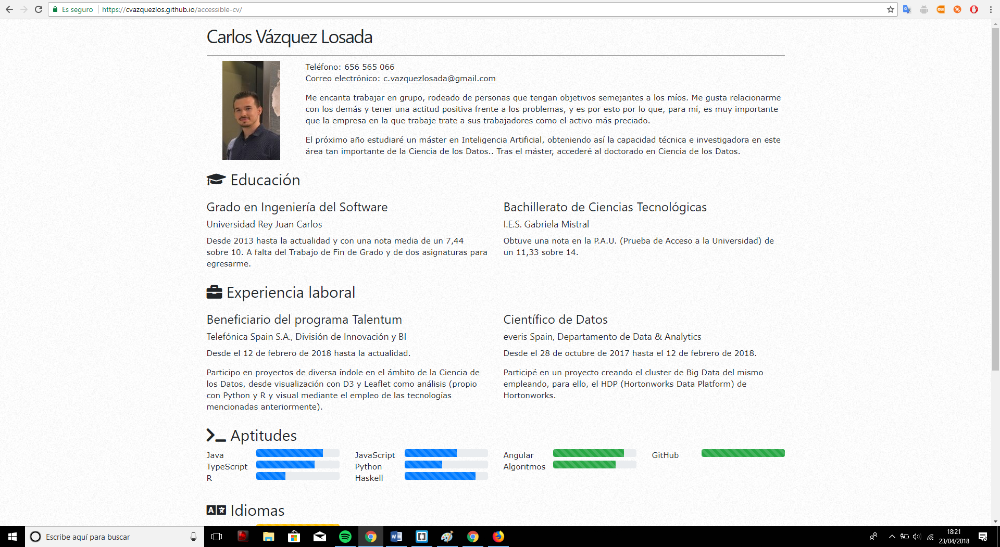 Es seguro
https://cvazquezlos.github.io/accessible-cv/
Carlos Vázquez Losada
Teléfono: 656 565 066
Correo electrónico: c.vazquezlosada@gmail.com
Me encanta trabajar en grupo, rodeado de personas que tengan objetivos semejantes a los míos. Me gusta relacionarme
con los demás y tener una actitud positiva frente a los problemas, y es por esto por lo que, para mí, es muy importante
que la empresa en la que trabaje trate a sus trabajadores como el activo más preciado.
El próximo año estudiaré un máster en Inteligencia Artificial, obteniendo así la capacidad técnica e investigadora en este
área tan importante de la Ciencia de los Datos.. Tras el máster, accederé al doctorado en Ciencia de los Datos.
Educación
Grado en Ingeniería del Software
Universidad Rey Juan Carlos
Desde 2013 hasta la actualidad y con una nota media de un 7,44
sobre 10. A falta del Trabajo de Fin de Grado y de dos asignaturas para
egresarme.
Bachillerato de Ciencias Tecnológicas
I.E.S. Gabriela Mistral
Obtuve una nota en la P.A.U. (Prueba de Acceso a la Universidad) de
un 11,33 sobre 14.
Experiencia laboral
Beneficiario del programa Talentum
Telefónica Spain S.A., División de Innovación y BI
Desde el 12 de febrero de 2018 hasta la actualidad.
Participo en proyectos de diversa índole en el ámbito de la Ciencia de
los Datos, desde visualización con D3 y Leaflet como análisis (propio
con Python y R y visual mediante el empleo de las tecnologías
mencionadas anteriormente).
Científico de Datos
everis Spain, Departamento de Data & Analytics
Desde el 28 de octubre de 2017 hasta el 12 de febrero de 2018.
Participé en un proyecto creando el cluster de Big Data del mismo
empleando, para ello, el HDP (Hortonworks Data Platform) de
Hortonworks.
Aptitudes
Java
TypeScript
R
JavaScript
Python
Haskell
Angular
Algoritmos
GitHub
Idiomas
Escribe aquí para buscar
18:21
23/04/2018